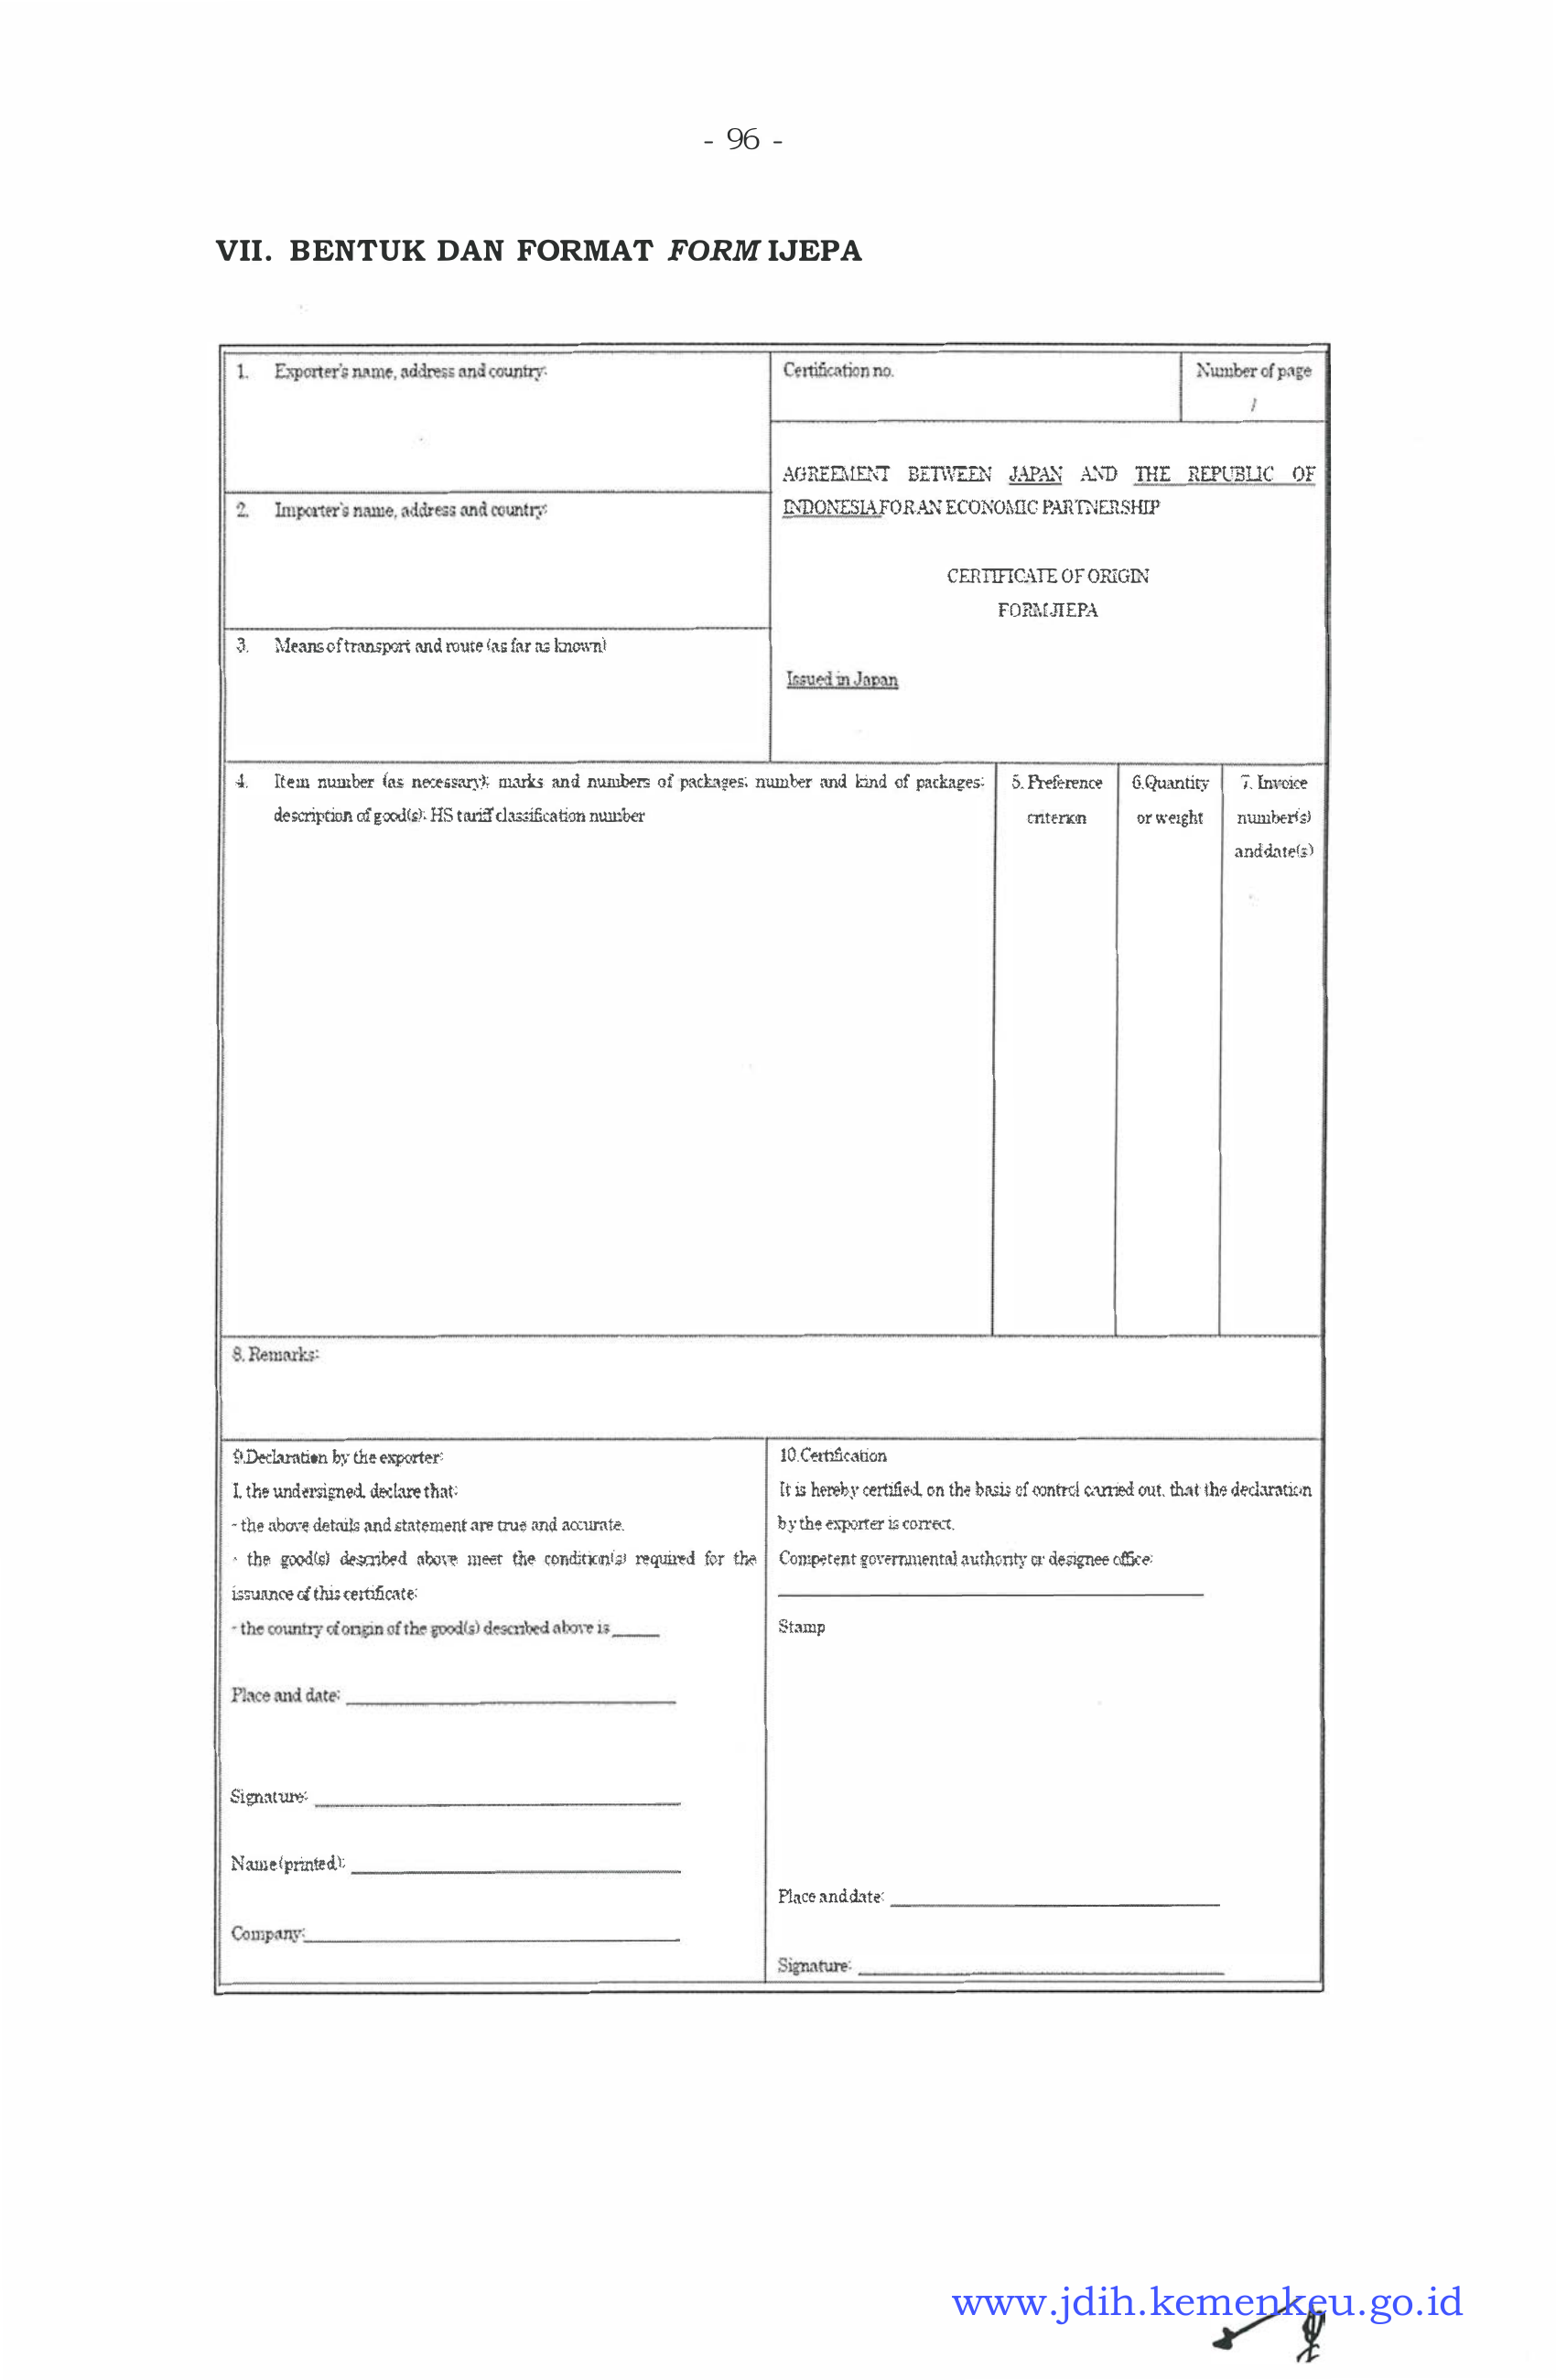 - 96 -
VII. BENTUK DAN FORMAT FORM IJEPA
1. Exporter's name, address and country:
Certification no.
Number of page
/
AGREEMENT BETWEEN JAPAN AND THE REPUBLIC OF
INDONESIA FOR AN ECONOMIC PARTNERSHIP
2. Importer's name, address and country:
CERTIFICATE OF ORIGIN
FORM JIEPA
3. Means of transport and route (as far as known)
Issued in Japan
4. Item number (as necessary); marks and numbers of packages; number and kind of packages;
description of good(s); HS tariff classification number
5. Preference
criterion
6.Quantity
or weight
7. Invoice
number(s)
and date(s)
8. Remarks:
9.Declaration by the exporter:
I, the undersigned, declare that:
- the above details and statement are true and accurate.
- the good(s) described above meet the condition(s) required for the
issuance of this certificate;
- the country of origin of the good(s) described above is
Place and date:
Signature:
Name (printed):
Company:
10.Certification
It is hereby certified, on the basis of control carried out, that the declaration
by the exporter is correct.
Competent governmental authority or designee office:
Stamp
Place and date:
Signature:
www.jdih.kemenkeu.go.id